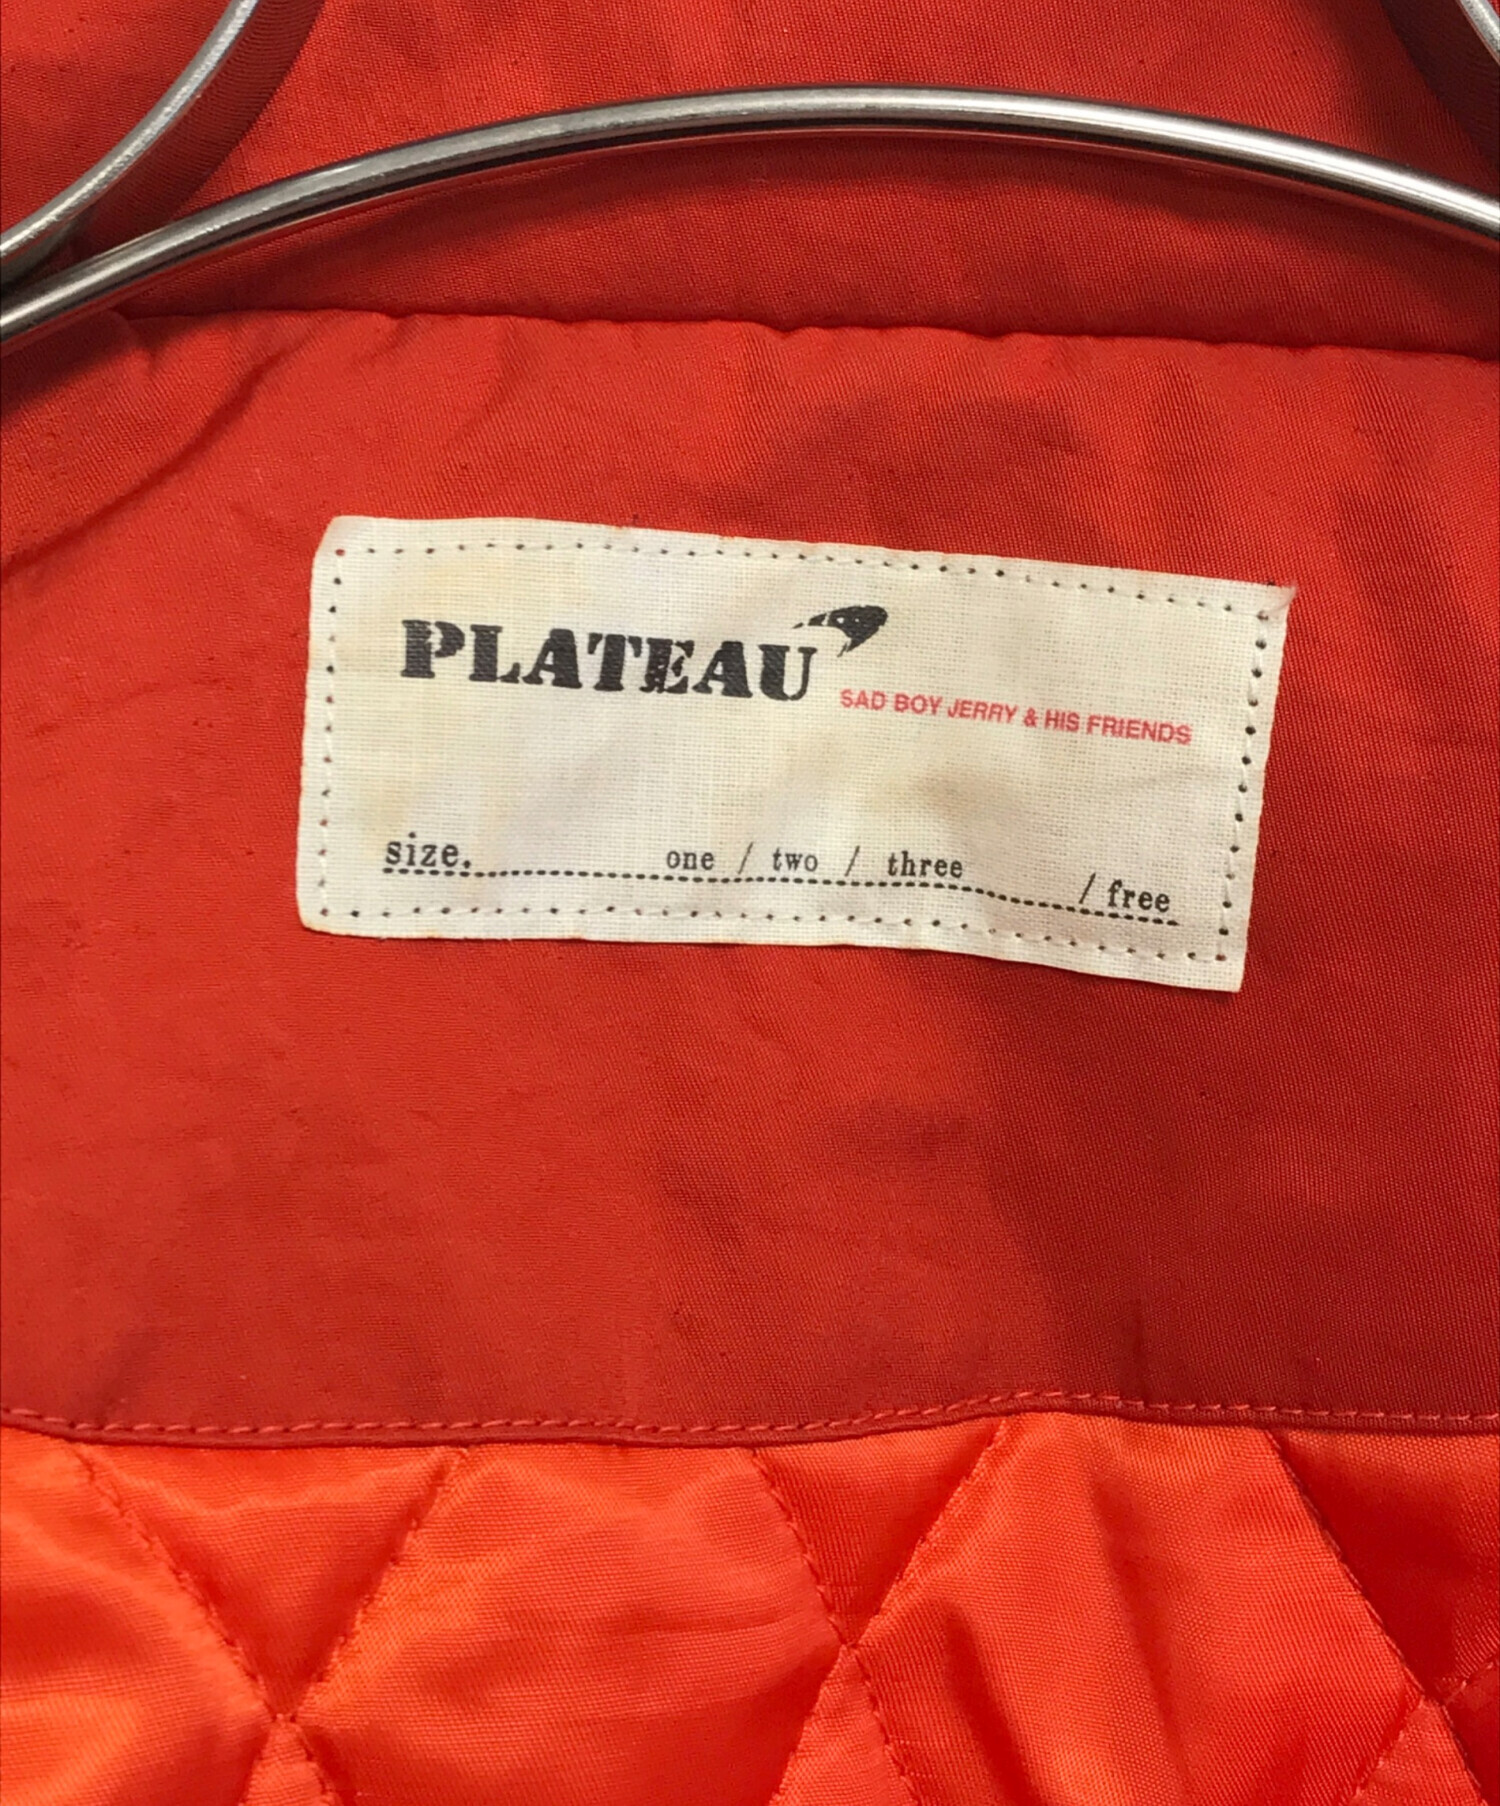 PLATEAU
SAD BOY JERRY & HIS FRIENDS
size. one / two / three / free